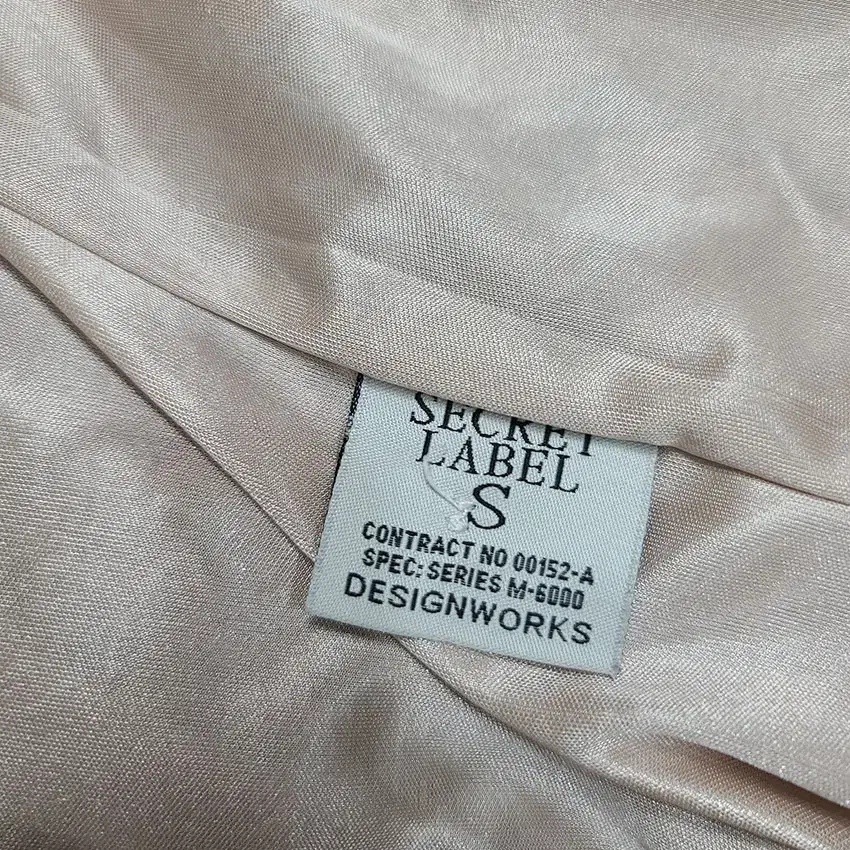 SECRET
LABEL
S
CONTRACT NO 00152-A
SPEC: SERIES M-6000
DESIGNWORKS